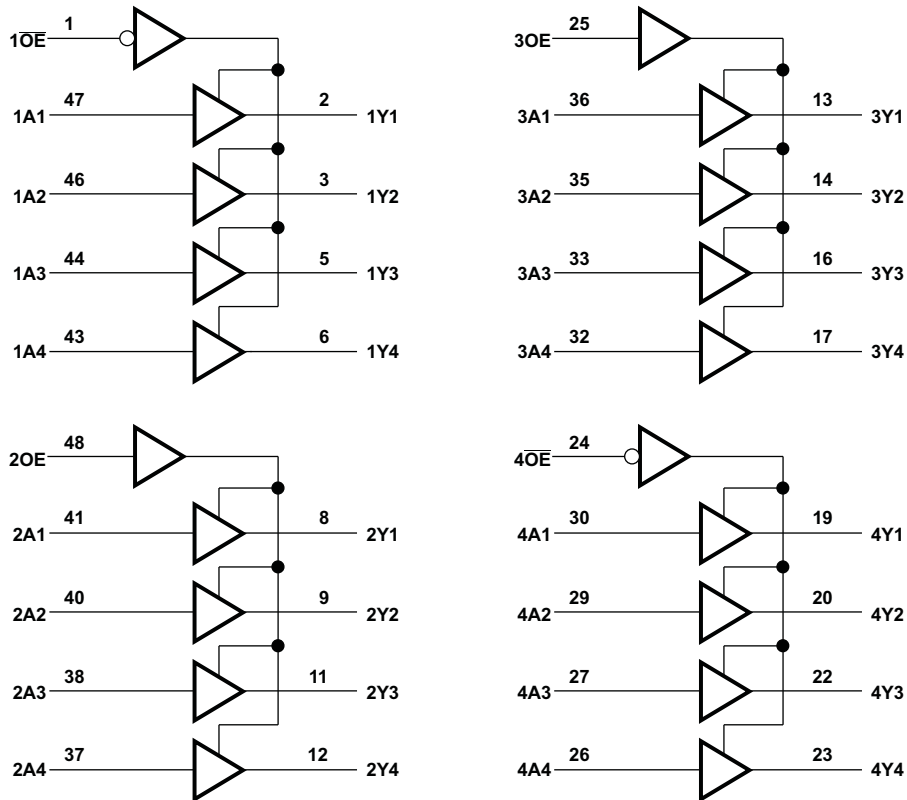 1O̅E̅ 1
1A1 47 2 1Y1
1A2 46 3 1Y2
1A3 44 5 1Y3
1A4 43 6 1Y4
3OE 25
3A1 36 13 3Y1
3A2 35 14 3Y2
3A3 33 16 3Y3
3A4 32 17 3Y4
2OE 48
2A1 41 8 2Y1
2A2 40 9 2Y2
2A3 38 11 2Y3
2A4 37 12 2Y4
4O̅E̅ 24
4A1 30 19 4Y1
4A2 29 20 4Y2
4A3 27 22 4Y3
4A4 26 23 4Y4